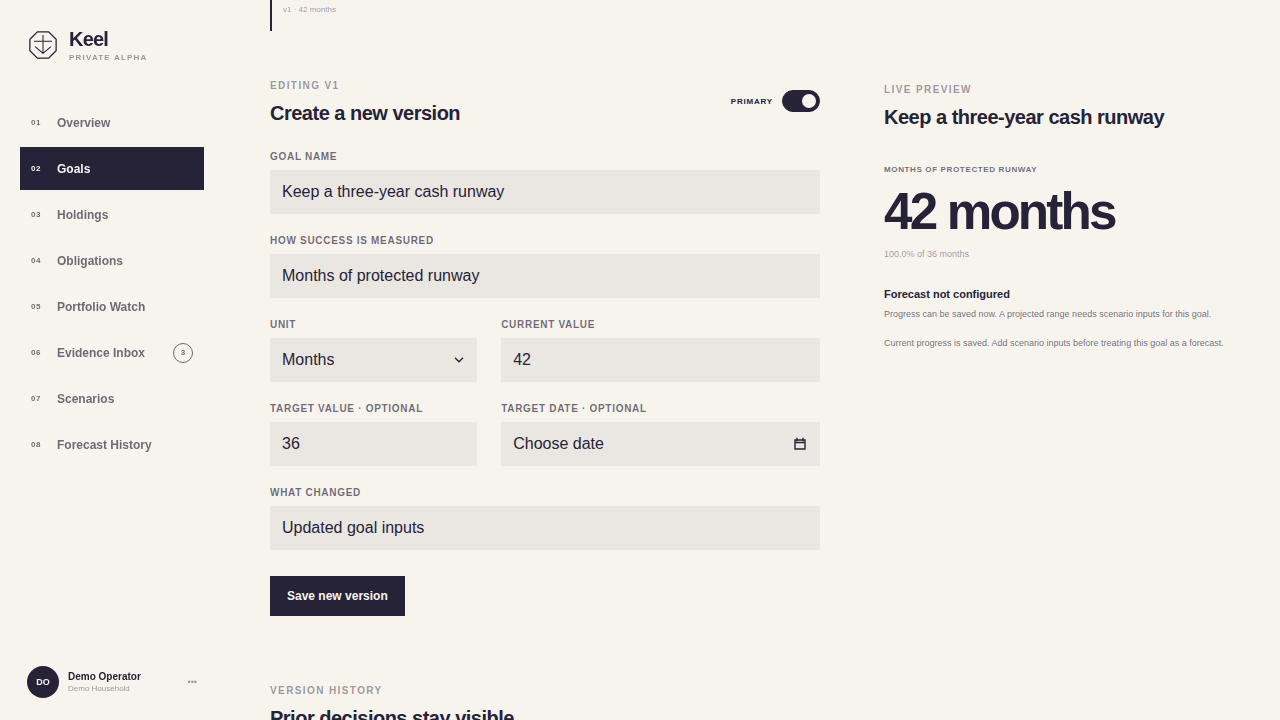 Keel
PRIVATE ALPHA
01 Overview
02 Goals
03 Holdings
04 Obligations
05 Portfolio Watch
06 Evidence Inbox 3
07 Scenarios
08 Forecast History
DO
Demo Operator
Demo Household
•••
v1 · 42 months
EDITING V1
Create a new version
PRIMARY
GOAL NAME
Keep a three-year cash runway
HOW SUCCESS IS MEASURED
Months of protected runway
UNIT
Months
CURRENT VALUE
42
TARGET VALUE · OPTIONAL
36
TARGET DATE · OPTIONAL
Choose date
WHAT CHANGED
Updated goal inputs
Save new version
VERSION HISTORY
Prior decisions stay visible
LIVE PREVIEW
Keep a three-year cash runway
MONTHS OF PROTECTED RUNWAY
42 months
100.0% of 36 months
Forecast not configured
Progress can be saved now. A projected range needs scenario inputs for this goal.
Current progress is saved. Add scenario inputs before treating this goal as a forecast.